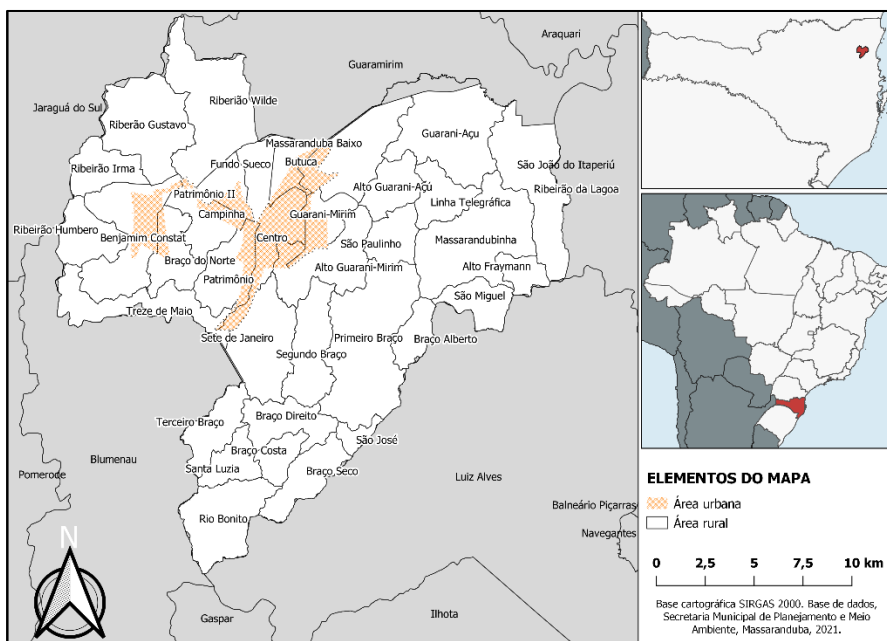 Araquari
Guaramirim
Jaraguá do Sul
Riberião Wilde
Riberão Gustavo
Guarani-Açu
Massaranduba Baixo
Butuca
Fundo Sueco
Ribeirão Irma
São João do Itaperiú
Alto Guarani-Açú
Ribeirão da Lagoa
Patrimônio II
Linha Telegráfica
Campinha
Guarani-Mirim
Ribeirão Humbero
Benjamim Constat
Centro
São Paulinho
Massarandubinha
Braço do Norte
Alto Guarani-Mirim
Alto Fraymann
Patrimônio
São Miguel
Treze de Maio
Sete de Janeiro
Primeiro Braço
Braço Alberto
Segundo Braço
Terceiro Braço
Braço Direito
São José
Blumenau
Braço Costa
Pomerode
Santa Luzia
Braço Seco
Luiz Alves
Rio Bonito
Balneário Piçarras
Navegantes
N
Gaspar
Ilhota
ELEMENTOS DO MAPA
Área urbana
Área rural
0 2,5 5 7,5 10 km
Base cartográfica SIRGAS 2000. Base de dados,
Secretaria Municipal de Planejamento e Meio
Ambiente, Massaranduba, 2021.